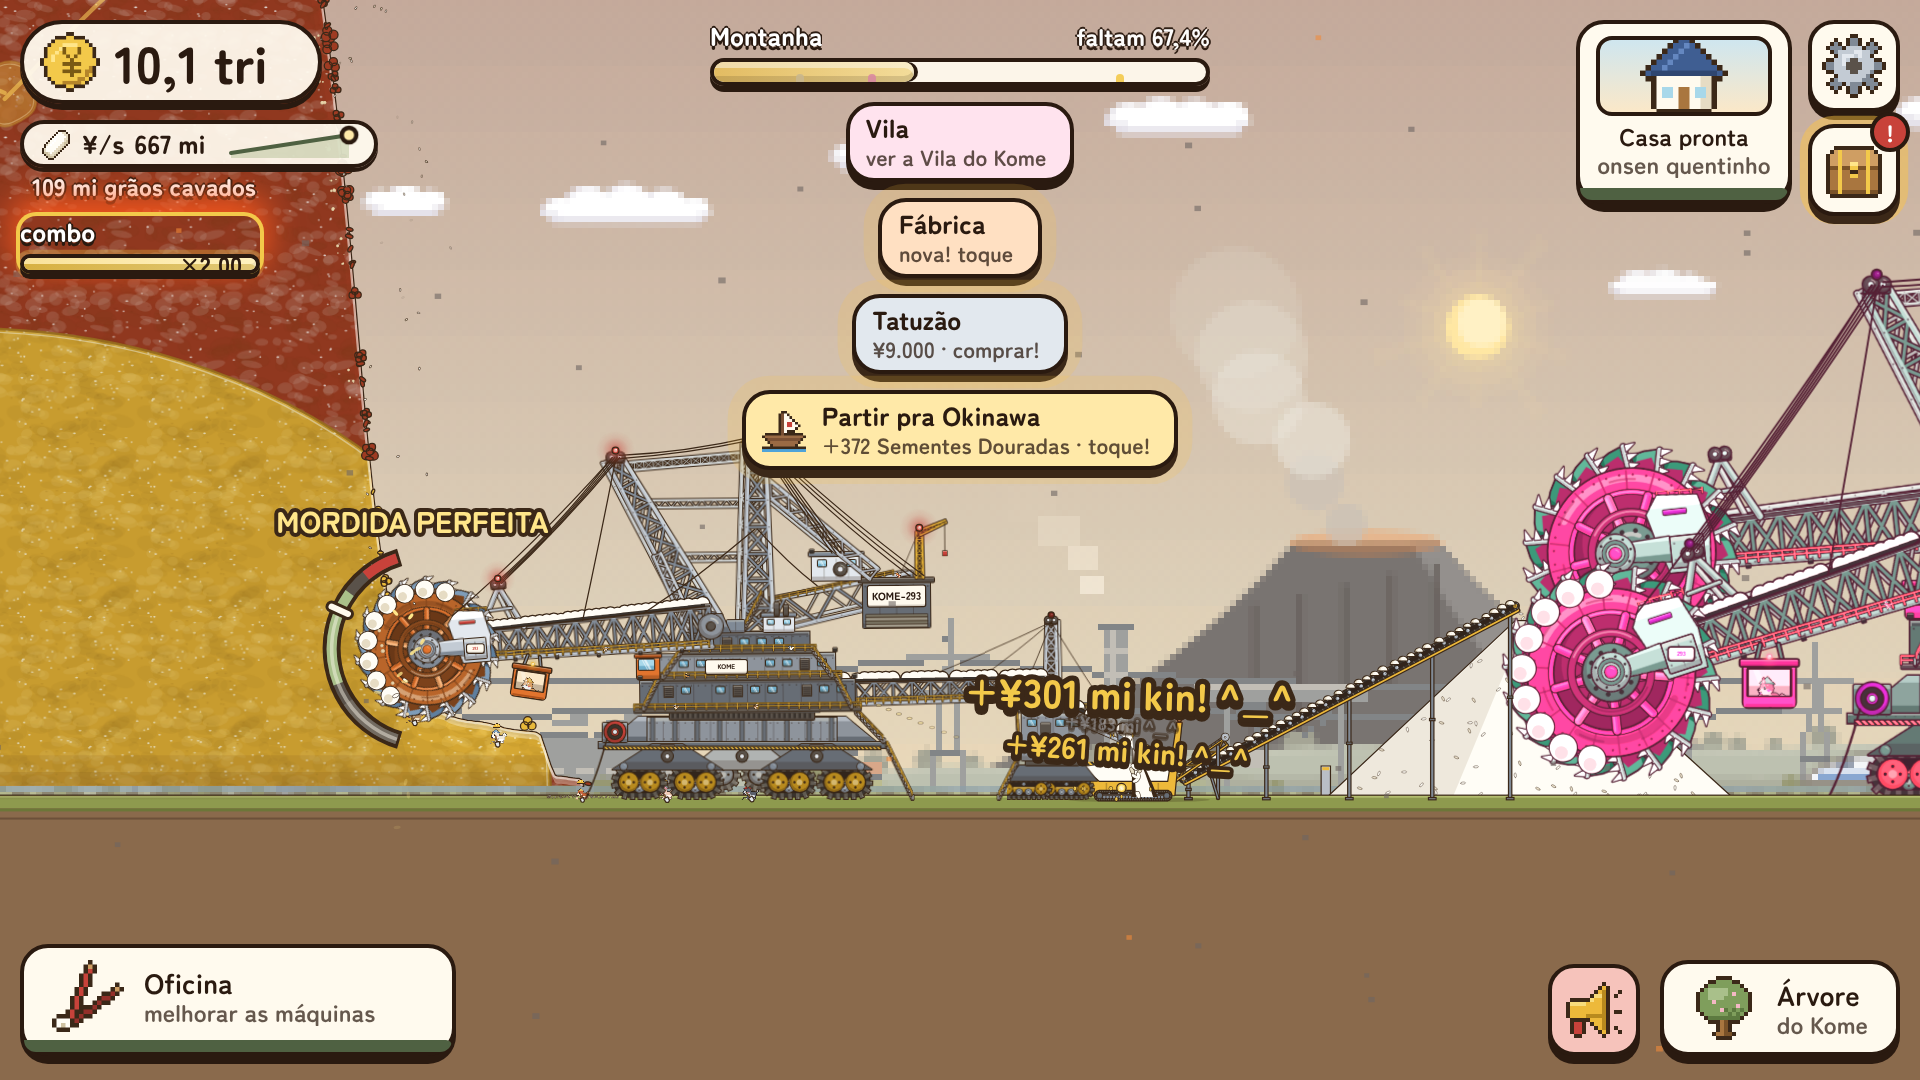 10,1 tri
¥/s 667 mi
109 mi grãos cavados
combo
×2,00
Montanha
faltam 67,4%
Vila
ver a Vila do Kome
Fábrica
nova! toque
Tatuzão
¥9.000 · comprar!
Partir pra Okinawa
+372 Sementes Douradas · toque!
Casa pronta
onsen quentinho
!
MORDIDA PERFEITA
KOME-293
KOME
293
293
+¥301 mi kin! ^_^
+¥261 mi kin! ^_^
Oficina
melhorar as máquinas
Árvore
do Kome